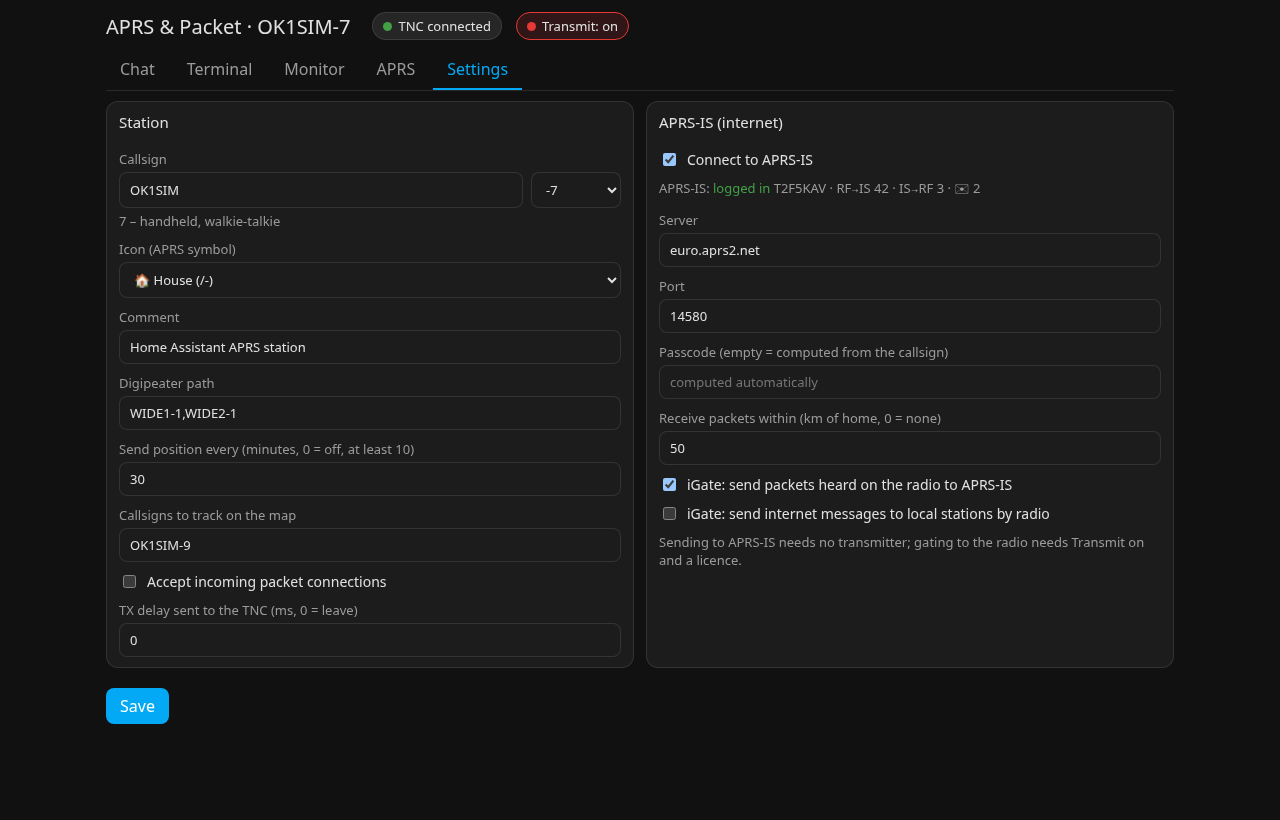 APRS & Packet · OK1SIM-7
TNC connected
Transmit: on
Chat
Terminal
Monitor
APRS
Settings
Station
Callsign
OK1SIM
-7
7 – handheld, walkie-talkie
Icon (APRS symbol)
🏠 House (/-)
Comment
Home Assistant APRS station
Digipeater path
WIDE1-1,WIDE2-1
Send position every (minutes, 0 = off, at least 10)
30
Callsigns to track on the map
OK1SIM-9
Accept incoming packet connections
TX delay sent to the TNC (ms, 0 = leave)
0
APRS-IS (internet)
Connect to APRS-IS
APRS-IS: logged in T2F5KAV · RF→IS 42 · IS→RF 3 · ✉ 2
Server
euro.aprs2.net
Port
14580
Passcode (empty = computed from the callsign)
computed automatically
Receive packets within (km of home, 0 = none)
50
iGate: send packets heard on the radio to APRS-IS
iGate: send internet messages to local stations by radio
Sending to APRS-IS needs no transmitter; gating to the radio needs Transmit on
and a licence.
Save